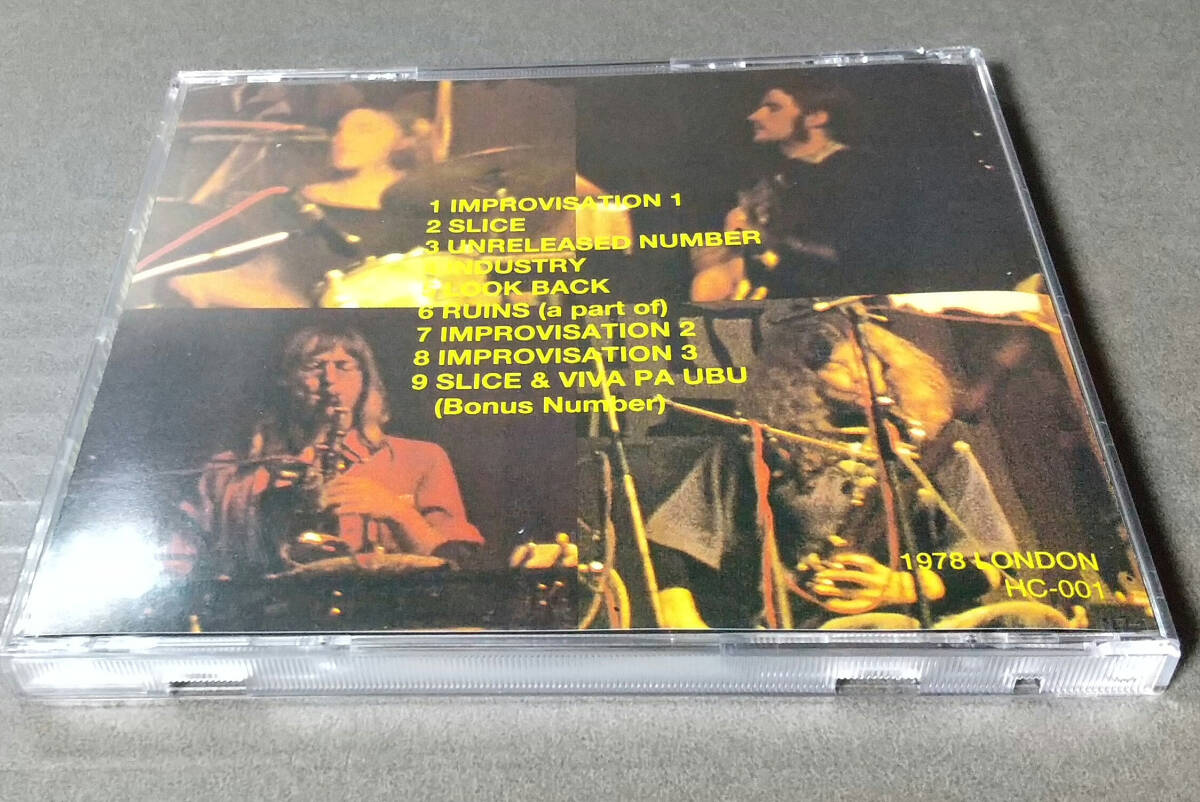 1 IMPROVISATION 1
2 SLICE
3 UNRELEASED NUMBER
INDUSTRY
LOOK BACK
6 RUINS (a part of)
7 IMPROVISATION 2
8 IMPROVISATION 3
9 SLICE & VIVA PA UBU
(Bonus Number)
1978 LONDON
HC-001